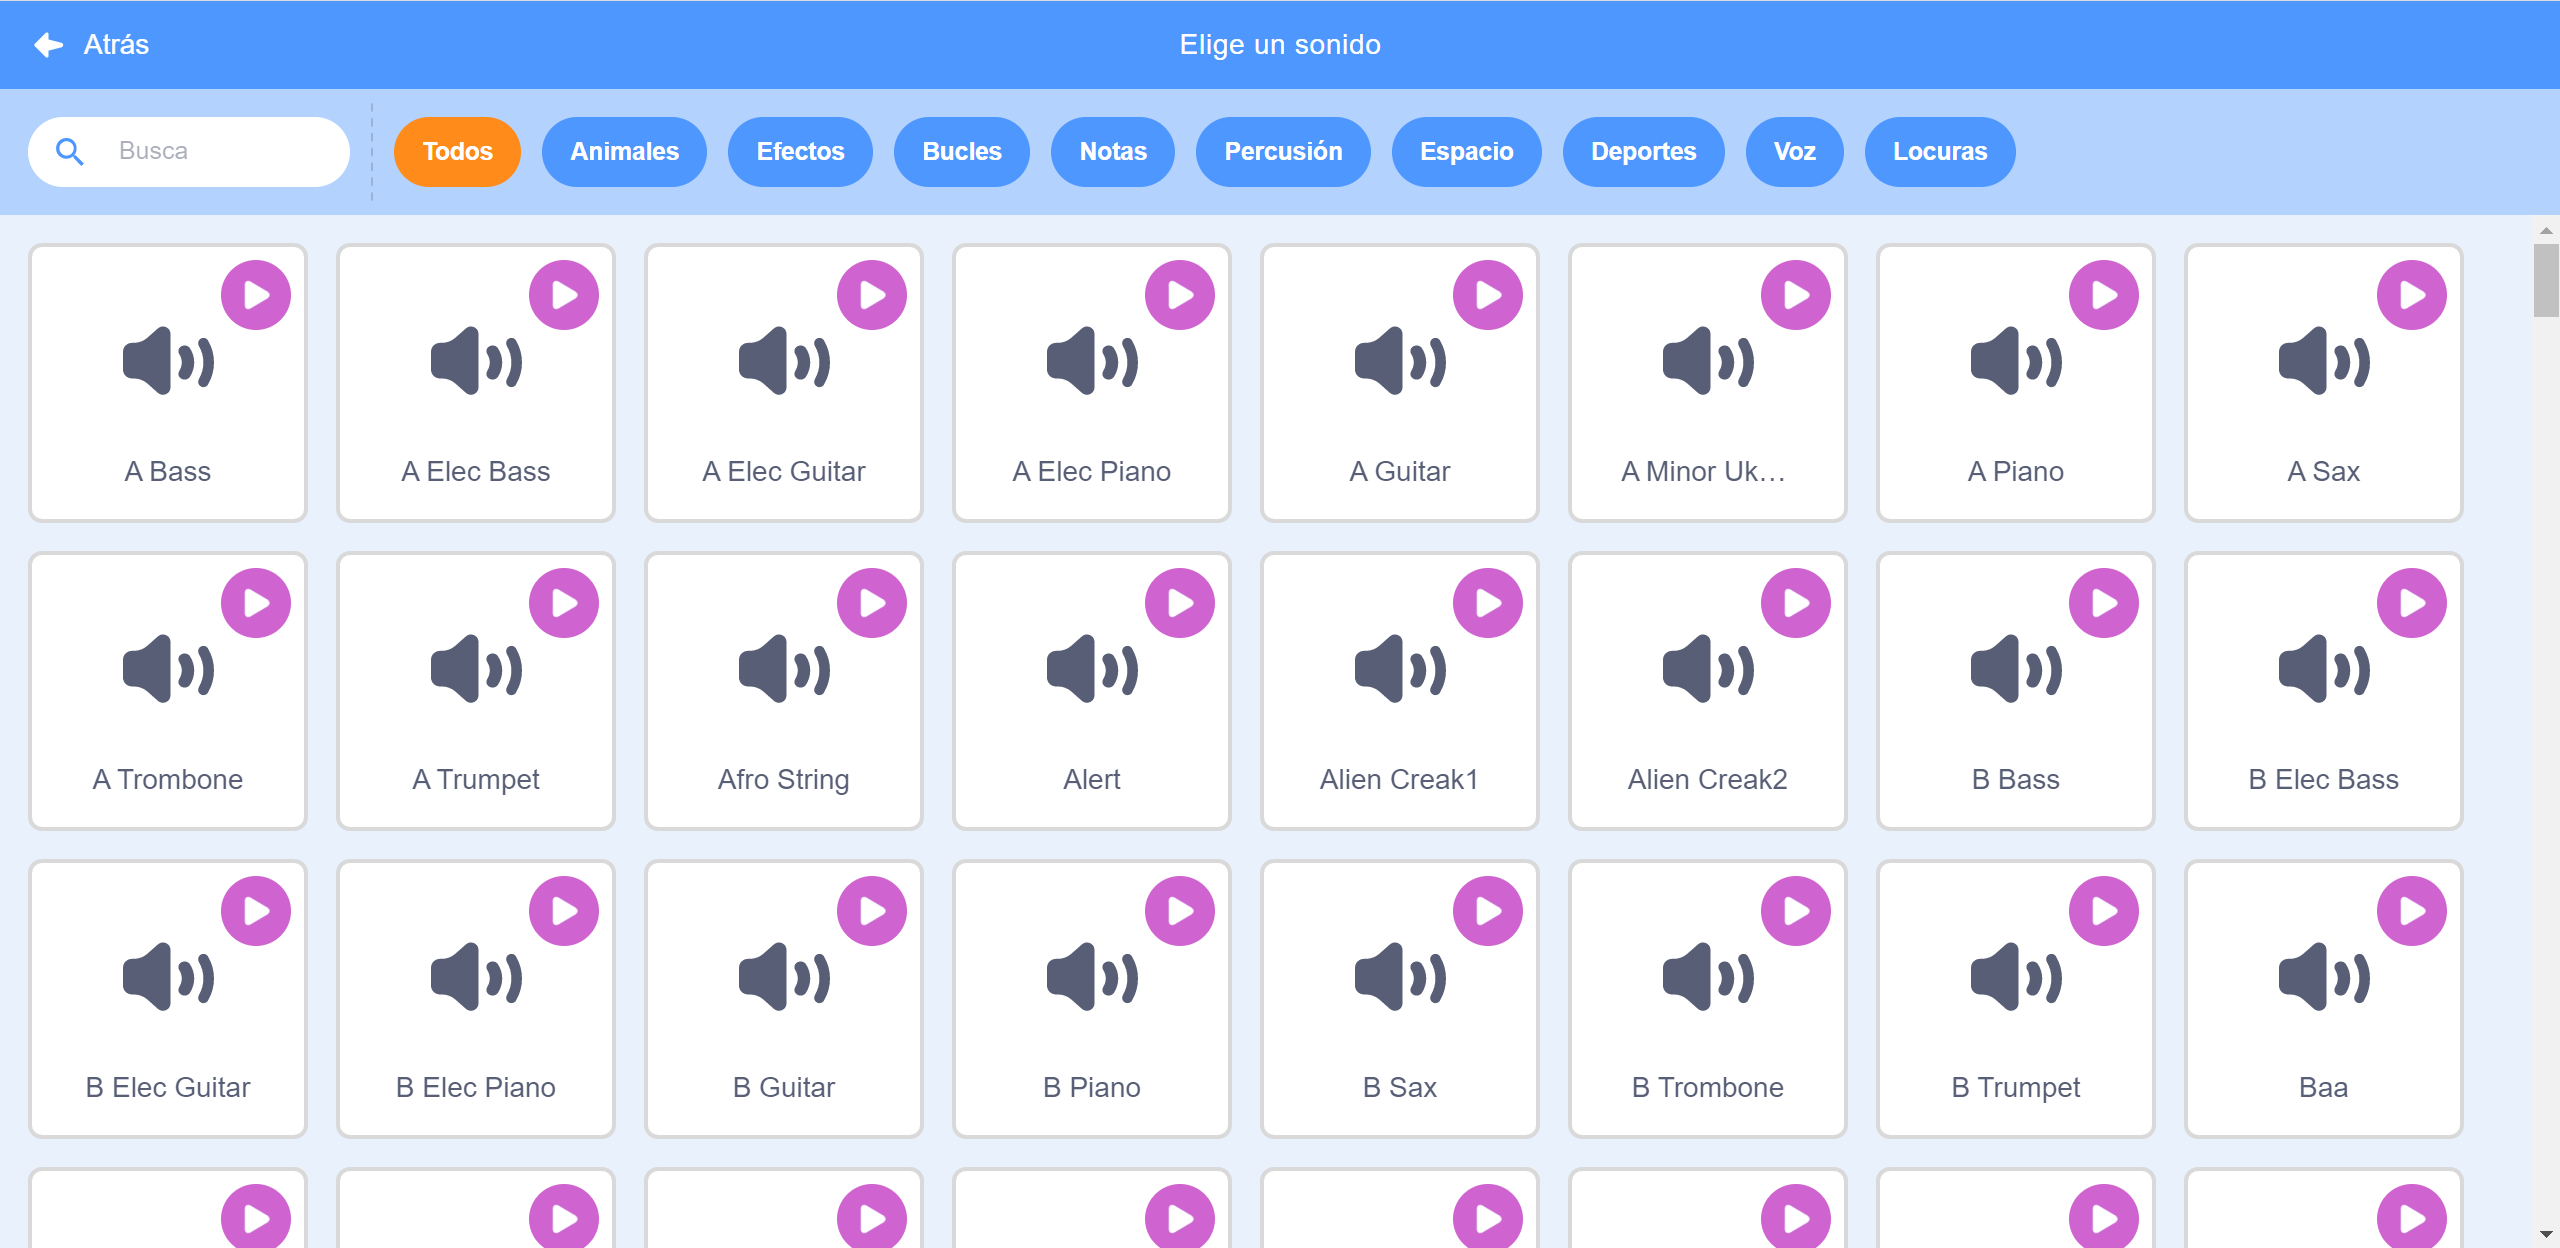 Atrás
Elige un sonido
Busca
Todos
Animales
Efectos
Bucles
Notas
Percusión
Espacio
Deportes
Voz
Locuras
A Bass
A Elec Bass
A Elec Guitar
A Elec Piano
A Guitar
A Minor Uk…
A Piano
A Sax
A Trombone
A Trumpet
Afro String
Alert
Alien Creak1
Alien Creak2
B Bass
B Elec Bass
B Elec Guitar
B Elec Piano
B Guitar
B Piano
B Sax
B Trombone
B Trumpet
Baa